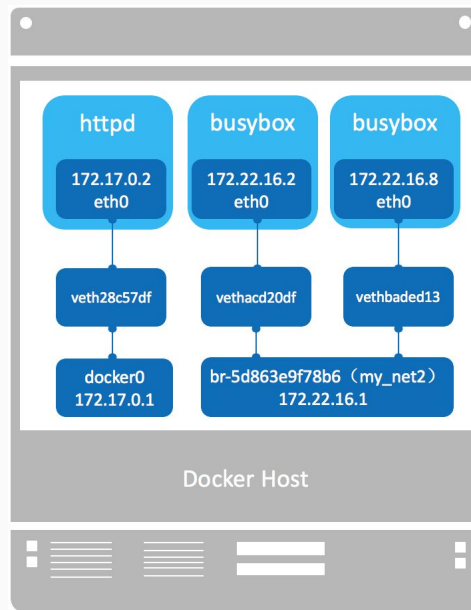 httpd
busybox
busybox
172.17.0.2
eth0
172.22.16.2
eth0
172.22.16.8
eth0
veth28c57df
vethacd20df
vethbaded13
docker0
172.17.0.1
br-5d863e9f78b6（my_net2）
172.22.16.1
Docker Host